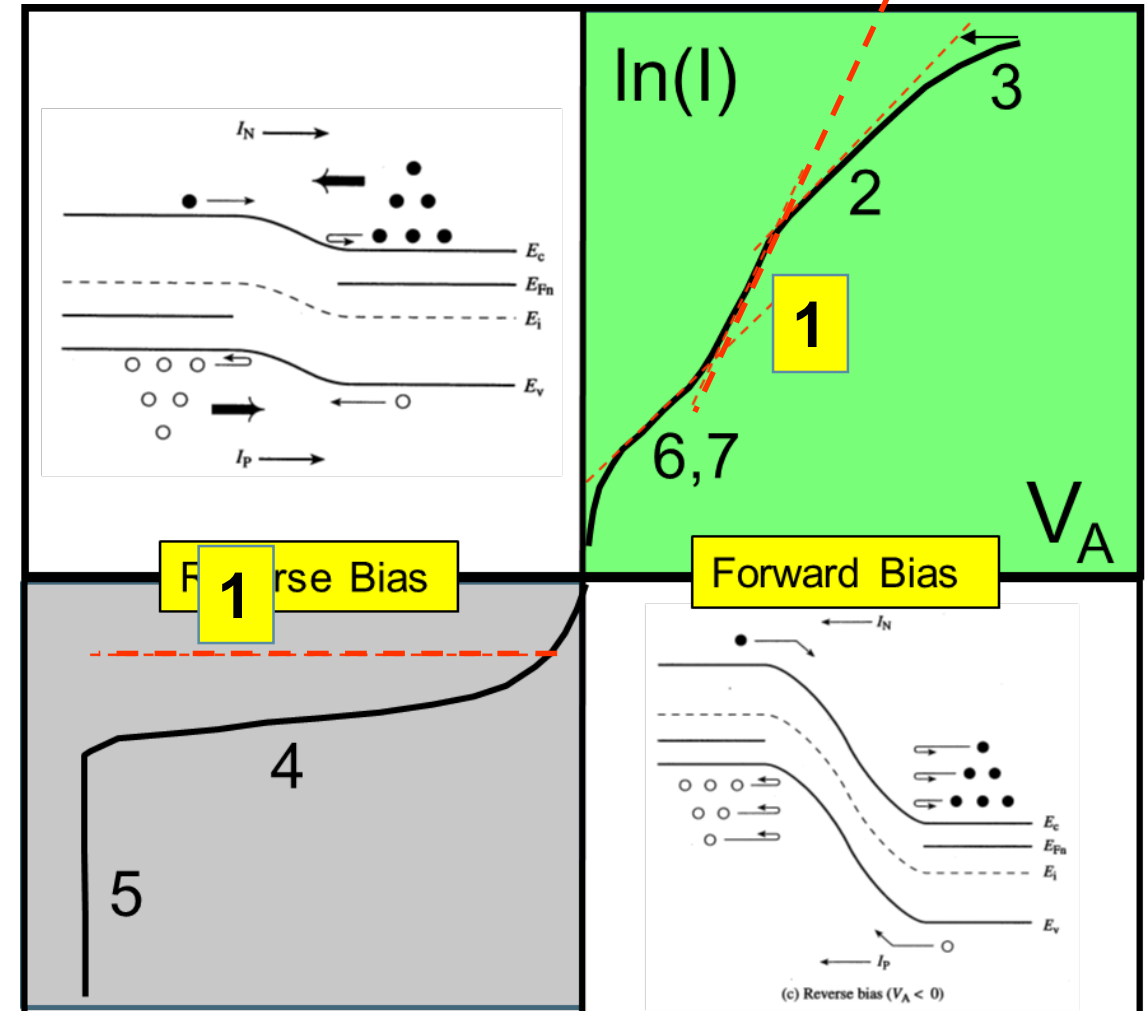 ln(I)
3
2
1
6,7
V_A
I_N
E_c
E_Fn
E_i
E_v
I_P
R rse Bias
1
Forward Bias
4
5
I_N
E_c
E_Fn
E_i
E_v
I_P
(c) Reverse bias (V_A < 0)